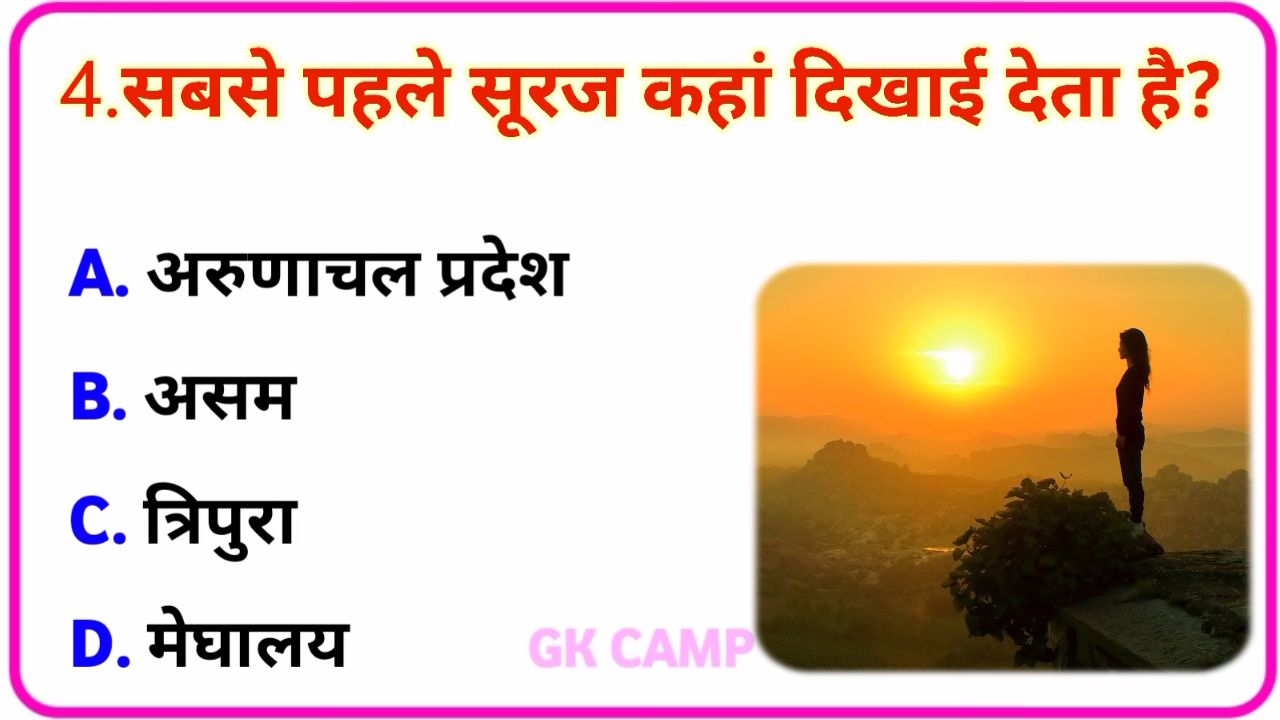 4.सबसे पहले सूरज कहां दिखाई देता है?
A. अरुणाचल प्रदेश
B. असम
C. त्रिपुरा
D. मेघालय
GK CAMP